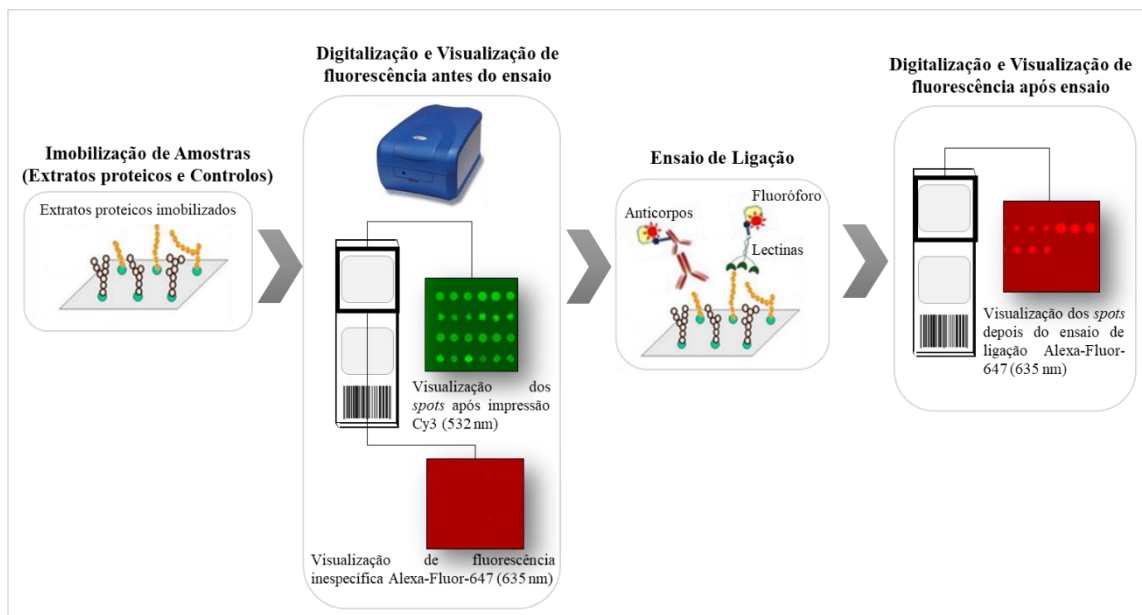 Imobilização de Amostras
(Extratos proteicos e Controlos)
Extratos proteicos imobilizados
Digitalização e Visualização de
fluorescência antes do ensaio
Visualização dos
spots após impressão
Cy3 (532 nm)
Visualização de fluorescência
inespecífica Alexa-Fluor-647 (635 nm)
Ensaio de Ligação
Fluoróforo
Anticorpos
Lectinas
Digitalização e Visualização de
fluorescência após ensaio
Visualização dos spots
depois do ensaio de
ligação Alexa-Fluor-
647 (635 nm)